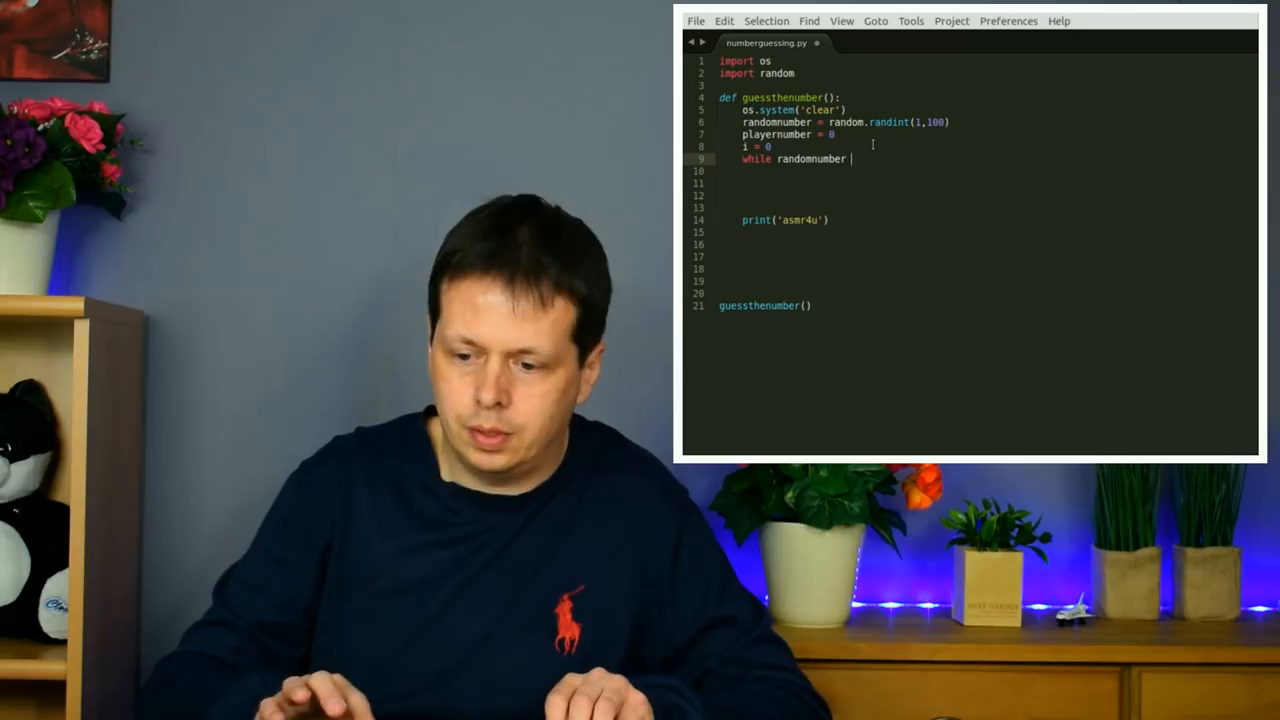 File Edit Selection Find View Goto Tools Project Preferences Help
numberguessing.py
1 import os
2 import random
3
4 def guessthenumber():
5 os.system('clear')
6 randomnumber = random.randint(1,100)
7 playernumber = 0
8 i = 0
9 while randomnumber
10
11
12
13
14 print('asmr4u')
15
16
17
18
19
20
21 guessthenumber()